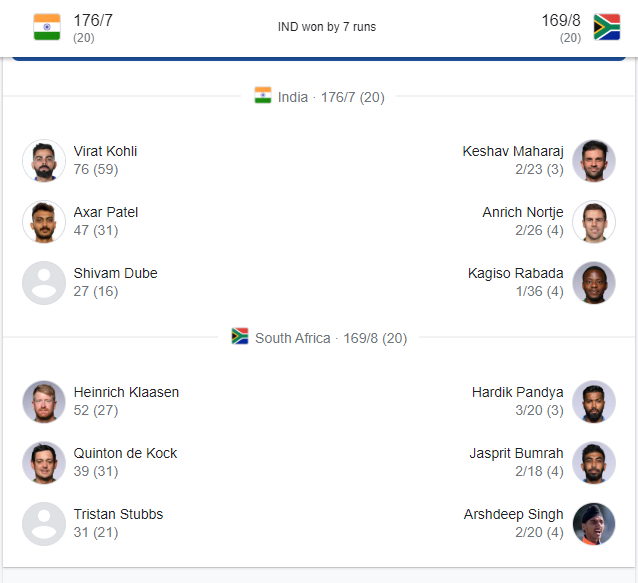 176/7
(20)
IND won by 7 runs
169/8
(20)
India · 176/7 (20)
Virat Kohli
76 (59)
Keshav Maharaj
2/23 (3)
Axar Patel
47 (31)
Anrich Nortje
2/26 (4)
Shivam Dube
27 (16)
Kagiso Rabada
1/36 (4)
South Africa · 169/8 (20)
Heinrich Klaasen
52 (27)
Hardik Pandya
3/20 (3)
Quinton de Kock
39 (31)
Jasprit Bumrah
2/18 (4)
Tristan Stubbs
31 (21)
Arshdeep Singh
2/20 (4)